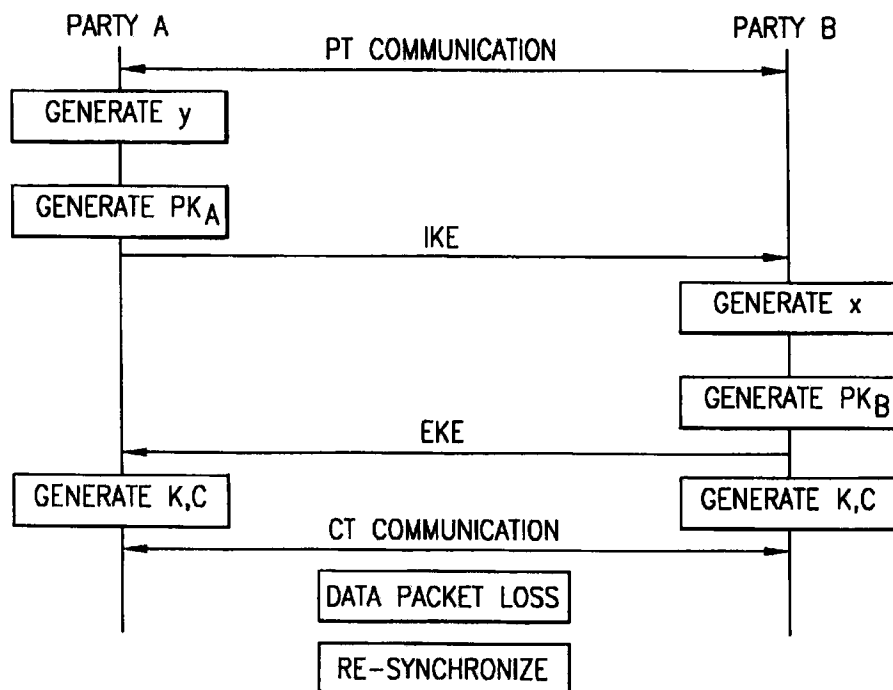 PARTY A
PARTY B
PT COMMUNICATION
GENERATE y
GENERATE PKA
IKE
GENERATE x
GENERATE PKB
EKE
GENERATE K,C
GENERATE K,C
CT COMMUNICATION
DATA PACKET LOSS
RE-SYNCHRONIZE